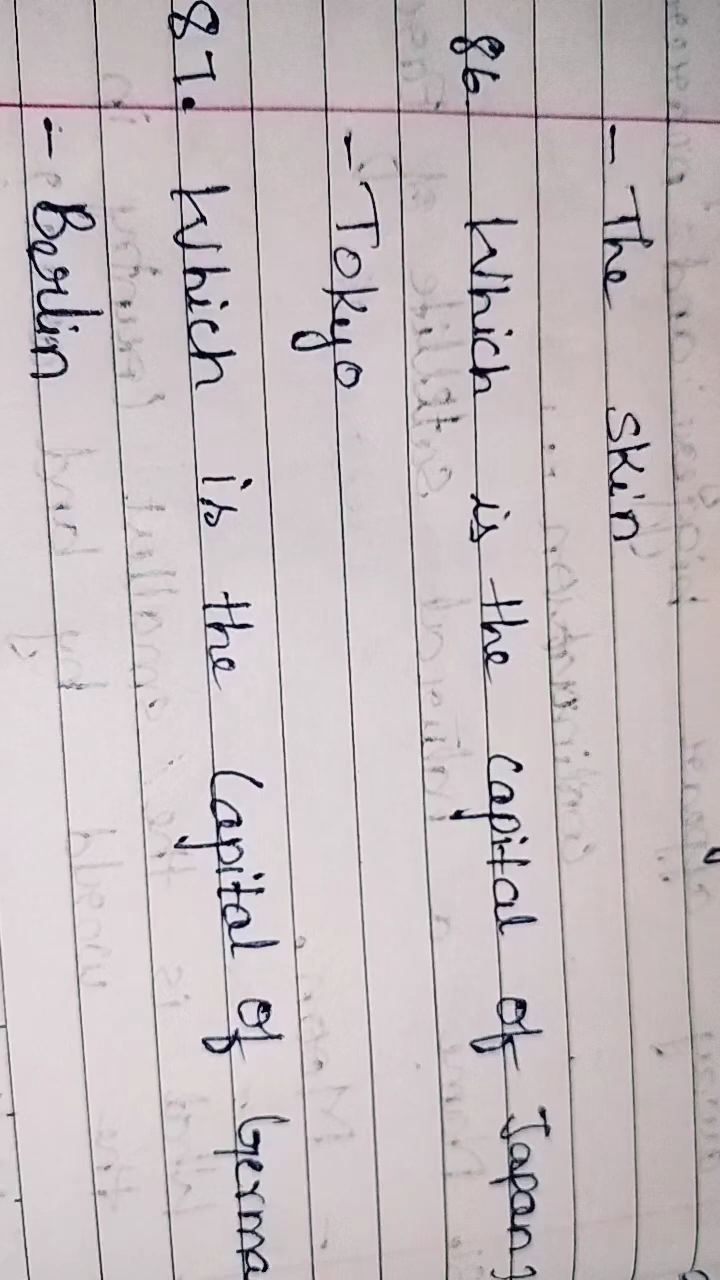 - The skin
86. Which is the capital of Japan?
- Tokyo
87. Which is the Capital of Germa
- Berlin